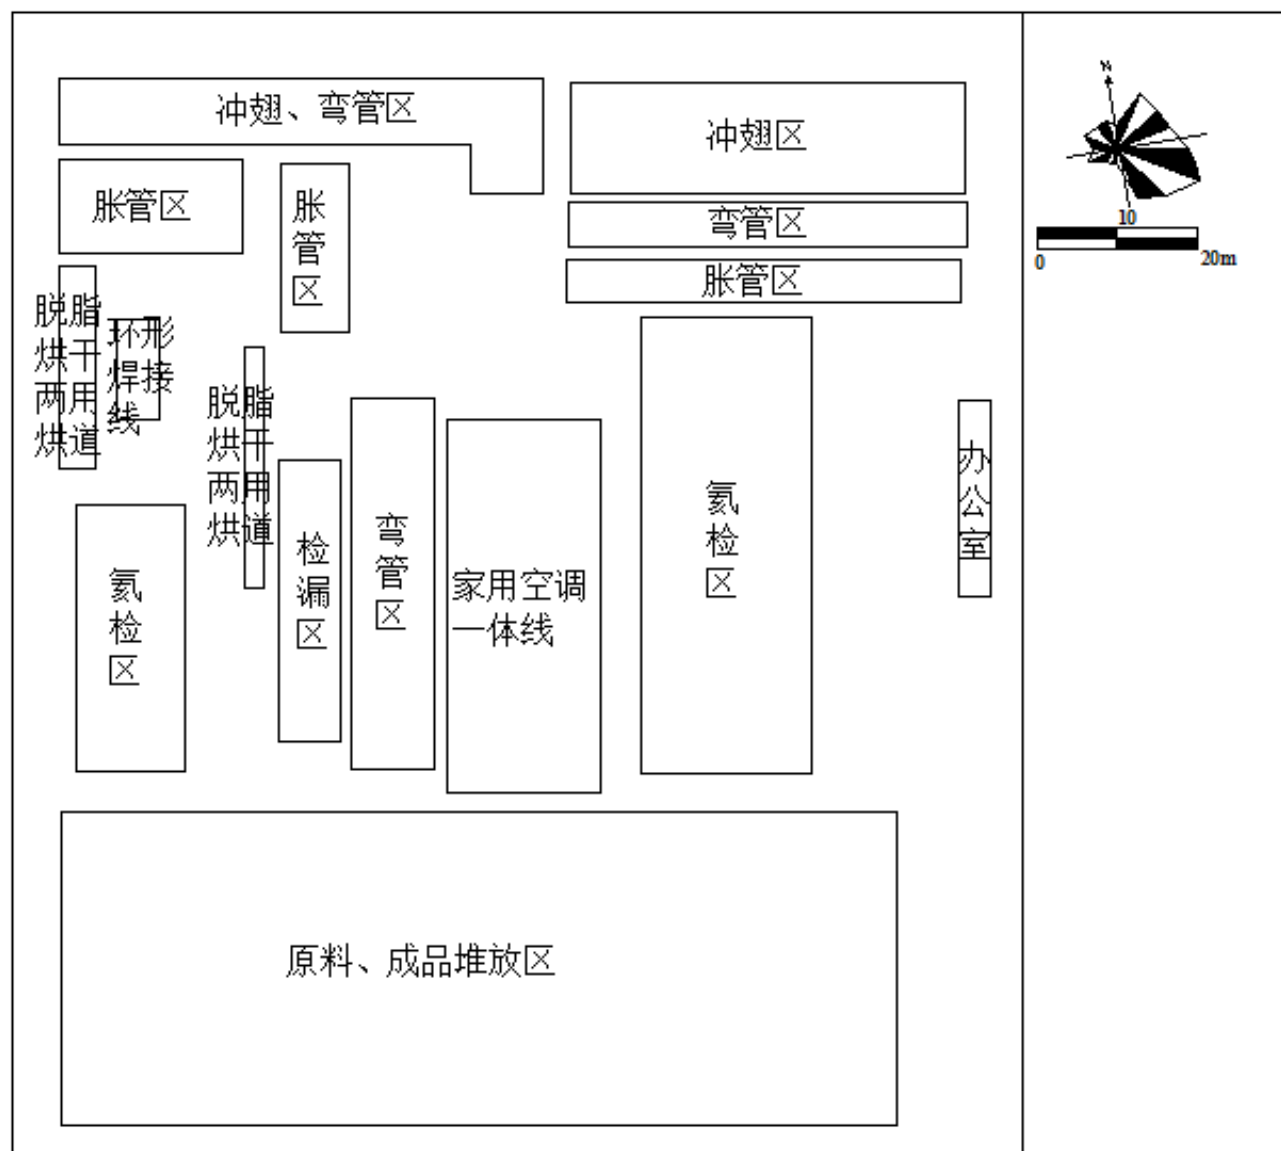 冲翅、弯管区
冲翅区
N
胀管区
胀
管
区
弯管区
胀管区
10
0
20m
脱脂
烘干
两用
烘道
环形
焊接
线
脱脂
烘干
两用
烘道
氦
检
区
检
漏
区
弯
管
区
家用空调
一体线
氦
检
区
办
公
室
原料、成品堆放区